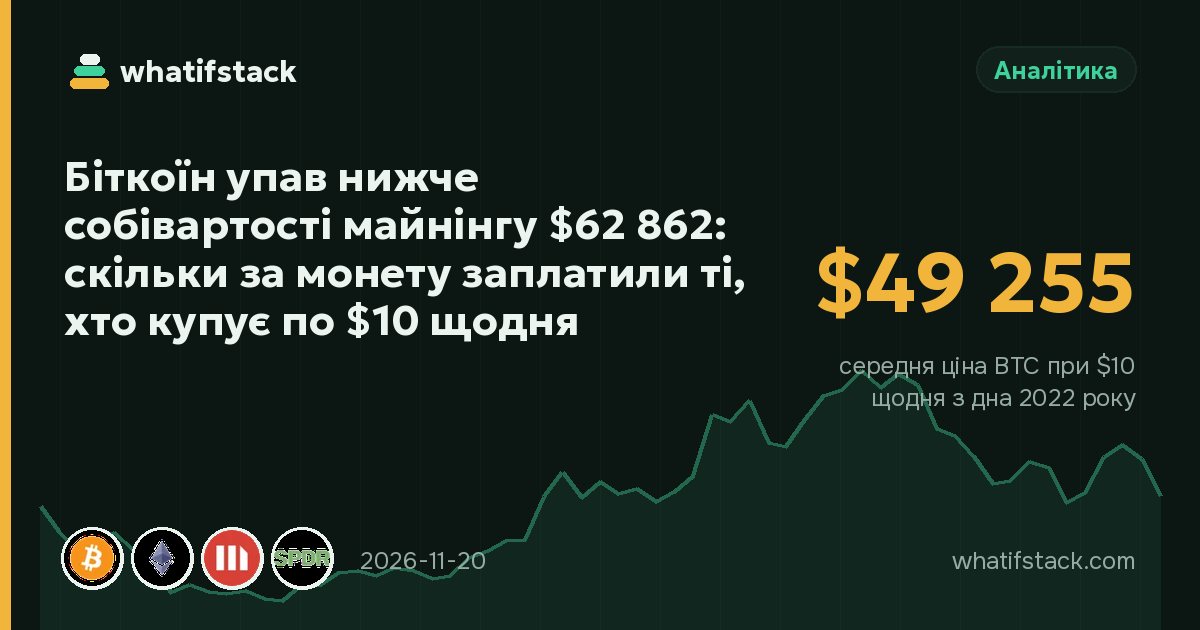 whatifstack
Аналітика
Біткоїн упав нижче
собівартості майнінгу $62 862:
скільки за монету заплатили ті,
хто купує по $10 щодня
$49 255
середня ціна BTC при $10
щодня з дна 2022 року
SPDR
2026-11-20
whatifstack.com